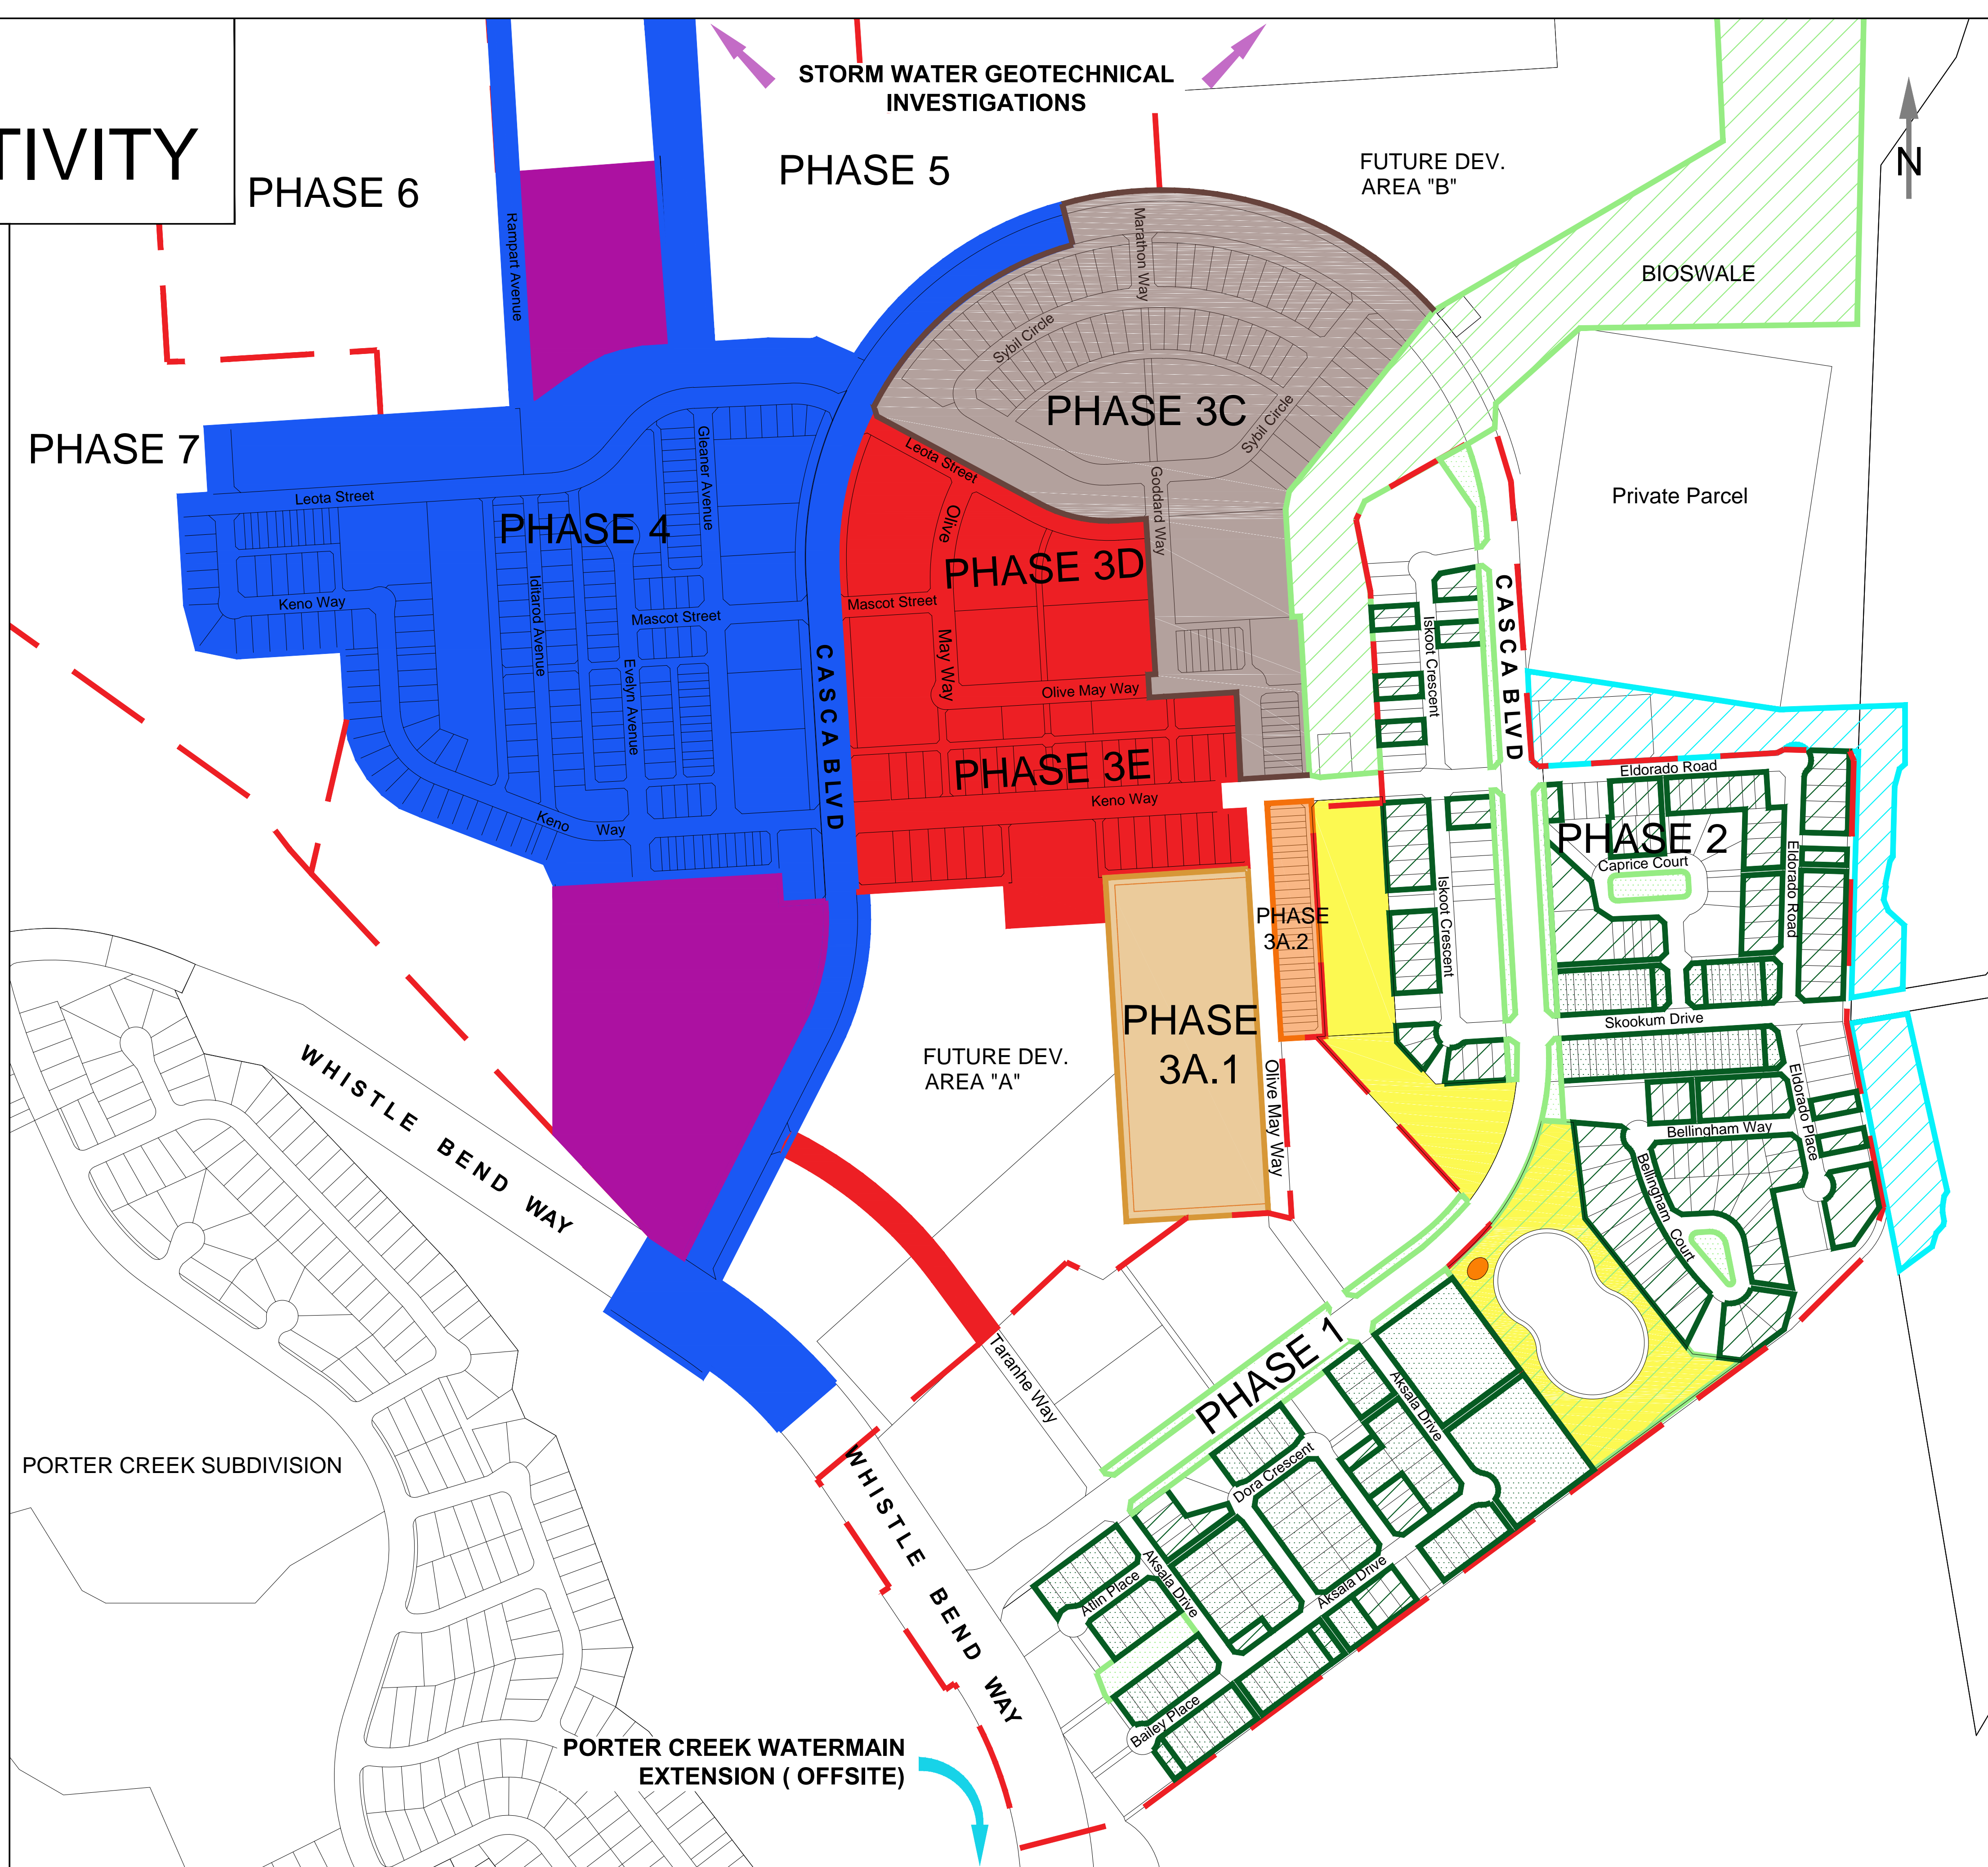 TIVITY
STORM WATER GEOTECHNICAL
INVESTIGATIONS
PHASE 6
PHASE 5
FUTURE DEV.
AREA "B"
N
BIOSWALE
Rampart Avenue
Marathon Way
Sybil Circle
PHASE 3C
Sybil Circle
PHASE 7
Leota Street
Gleaner Avenue
Leota Street
Goddard Way
Private Parcel
PHASE 4
Olive
PHASE 3D
Keno Way
Iditarod Avenue
Mascot Street
Mascot Street
May Way
Evelyn Avenue
CASCA BLVD
Olive May Way
Iskoot Crescent
CASCA BLVD
PHASE 3E
Keno Way
Keno Way
Eldorado Road
PHASE 2
Caprice Court
Eldorado Road
Iskoot Crescent
PHASE
3A.2
PHASE
3A.1
Skookum Drive
FUTURE DEV.
AREA "A"
Olive May Way
Eldorado Place
Bellingham Way
Bellingham Court
WHISTLE BEND WAY
Taranhe Way
PHASE 1
Aksala Drive
Dora Crescent
PORTER CREEK SUBDIVISION
WHISTLE BEND WAY
Atlin Place
Aksala Drive
Aksala Drive
Bailey Place
PORTER CREEK WATERMAIN
EXTENSION ( OFFSITE)